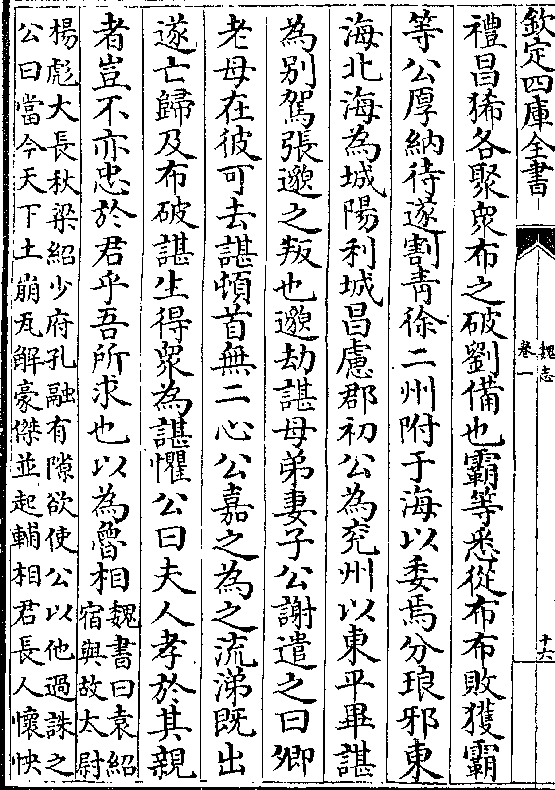 欽定四庫全書
魏志
卷一
十六
禮昌狶各聚衆布之破劉備也霸等悉從布布敗獲霸
等公厚納待遂割青徐二州附于海以委焉分琅邪東
海北海為城陽利城昌慮郡初公為兖州以東平畢諶
為别駕張邈之叛也邈劫諶母弟妻子公謝遣之曰卿
老母在彼可去諶頓首無二心公嘉之為之流涕既出
遂亡歸及布破諶生得衆為諶懼公曰夫人孝於其親
者豈不亦忠於君乎吾所求也以為魯相
魏書曰袁紹
宿與故太尉
楊彪大長秋梁紹少府孔融有隙欲使公以他過誅之
公曰當今天下土崩瓦解豪傑並起輔相君長人懷怏